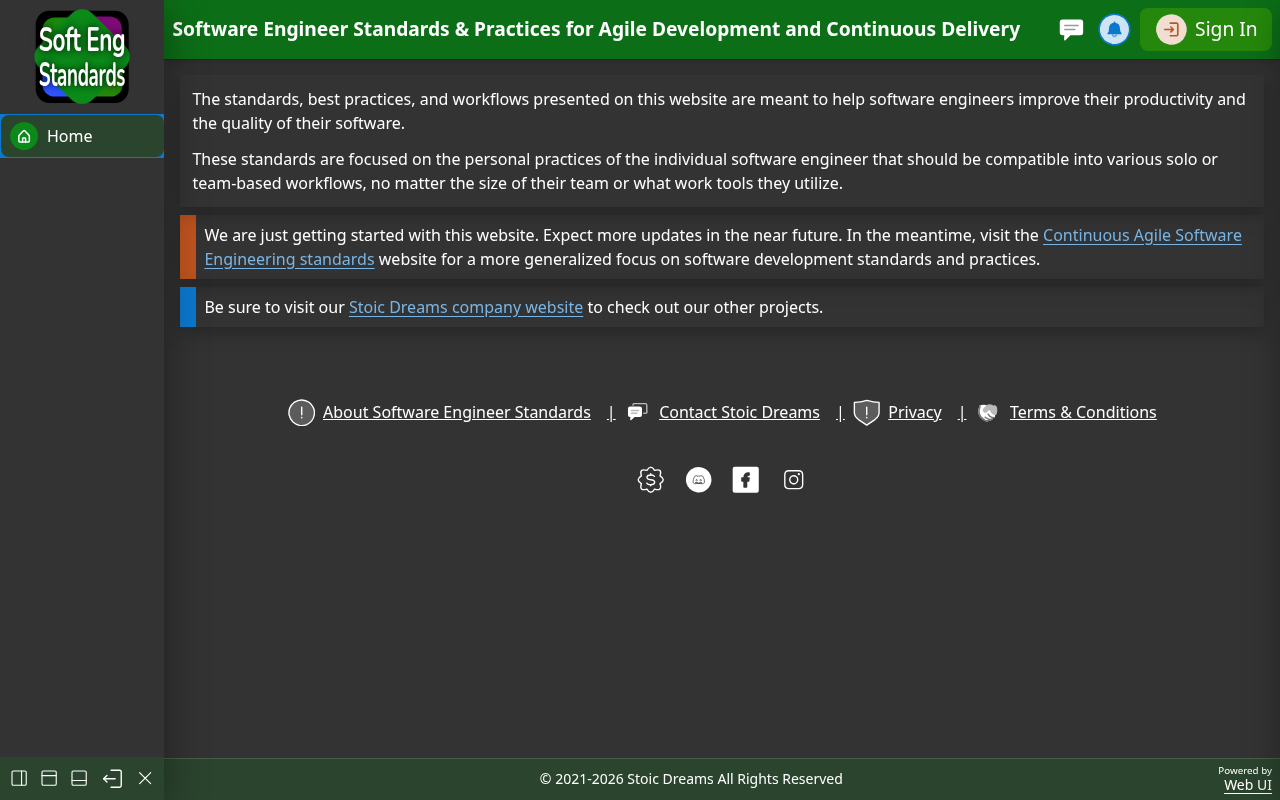 Soft Eng
Standards
Software Engineer Standards & Practices for Agile Development and Continuous Delivery
Sign In
Home
The standards, best practices, and workflows presented on this website are meant to help software engineers improve their productivity and
the quality of their software.
These standards are focused on the personal practices of the individual software engineer that should be compatible into various solo or
team-based workflows, no matter the size of their team or what work tools they utilize.
We are just getting started with this website. Expect more updates in the near future. In the meantime, visit the Continuous Agile Software
Engineering standards website for a more generalized focus on software development standards and practices.
Be sure to visit our Stoic Dreams company website to check out our other projects.
About Software Engineer Standards | Contact Stoic Dreams | Privacy | Terms & Conditions
© 2021-2026 Stoic Dreams All Rights Reserved
Powered by
Web UI